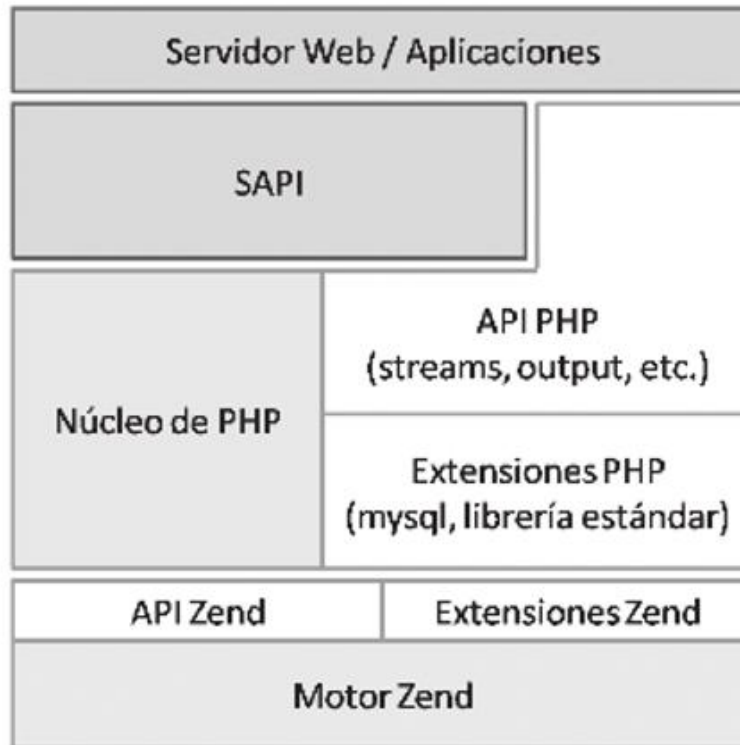 Servidor Web / Aplicaciones
SAPI
API PHP
(streams, output, etc.)
Núcleo de PHP
Extensiones PHP
(mysql, librería estándar)
API Zend
Extensiones Zend
Motor Zend